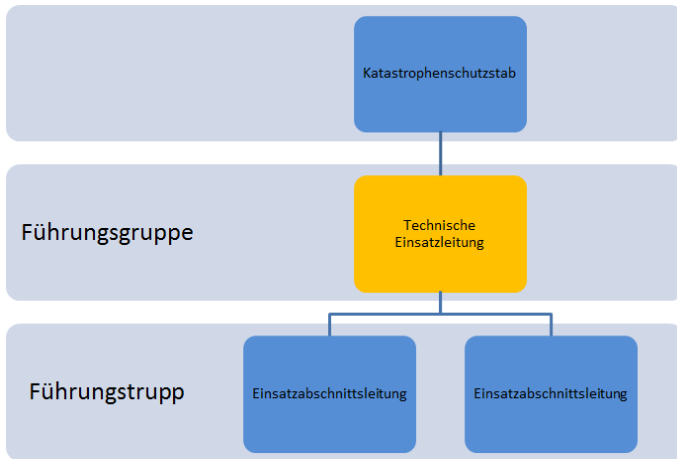 Katastrophenschutzstab
Führungsgruppe
Technische
Einsatzleitung
Führungstrupp
Einsatzabschnittsleitung
Einsatzabschnittsleitung